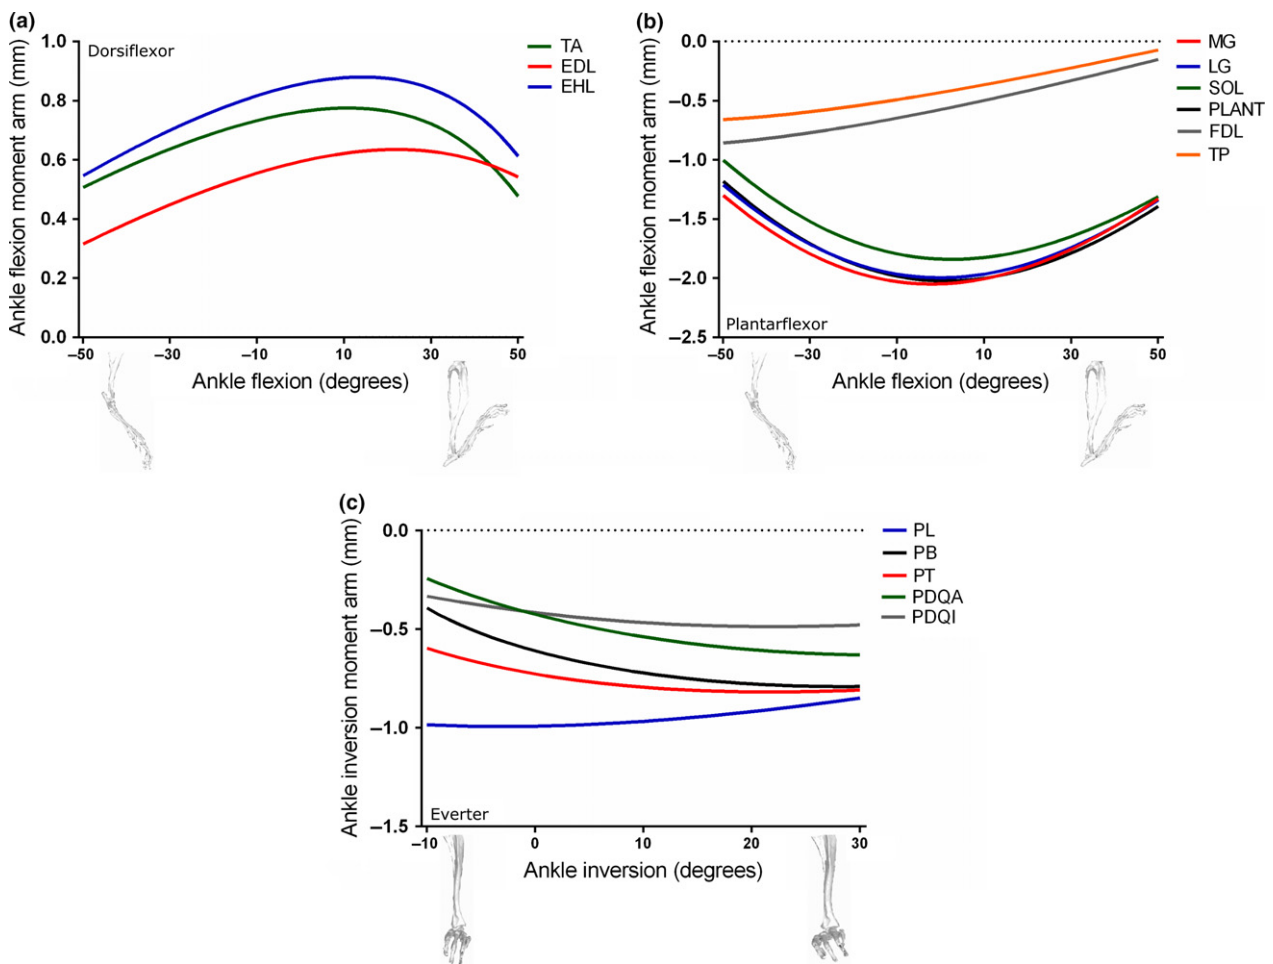 (a)
Dorsiflexor
Ankle flexion moment arm (mm)
1.0
0.8
0.6
0.4
0.2
0.0
–50
–30
–10
10
30
50
Ankle flexion (degrees)
TA
EDL
EHL
(b)
Plantarflexor
Ankle flexion moment arm (mm)
0.0
–0.5
–1.0
–1.5
–2.0
–2.5
–50
–30
–10
10
30
50
Ankle flexion (degrees)
MG
LG
SOL
PLANT
FDL
TP
(c)
Everter
Ankle inversion moment arm (mm)
0.0
–0.5
–1.0
–1.5
–10
0
10
20
30
Ankle inversion (degrees)
PL
PB
PT
PDQA
PDQI